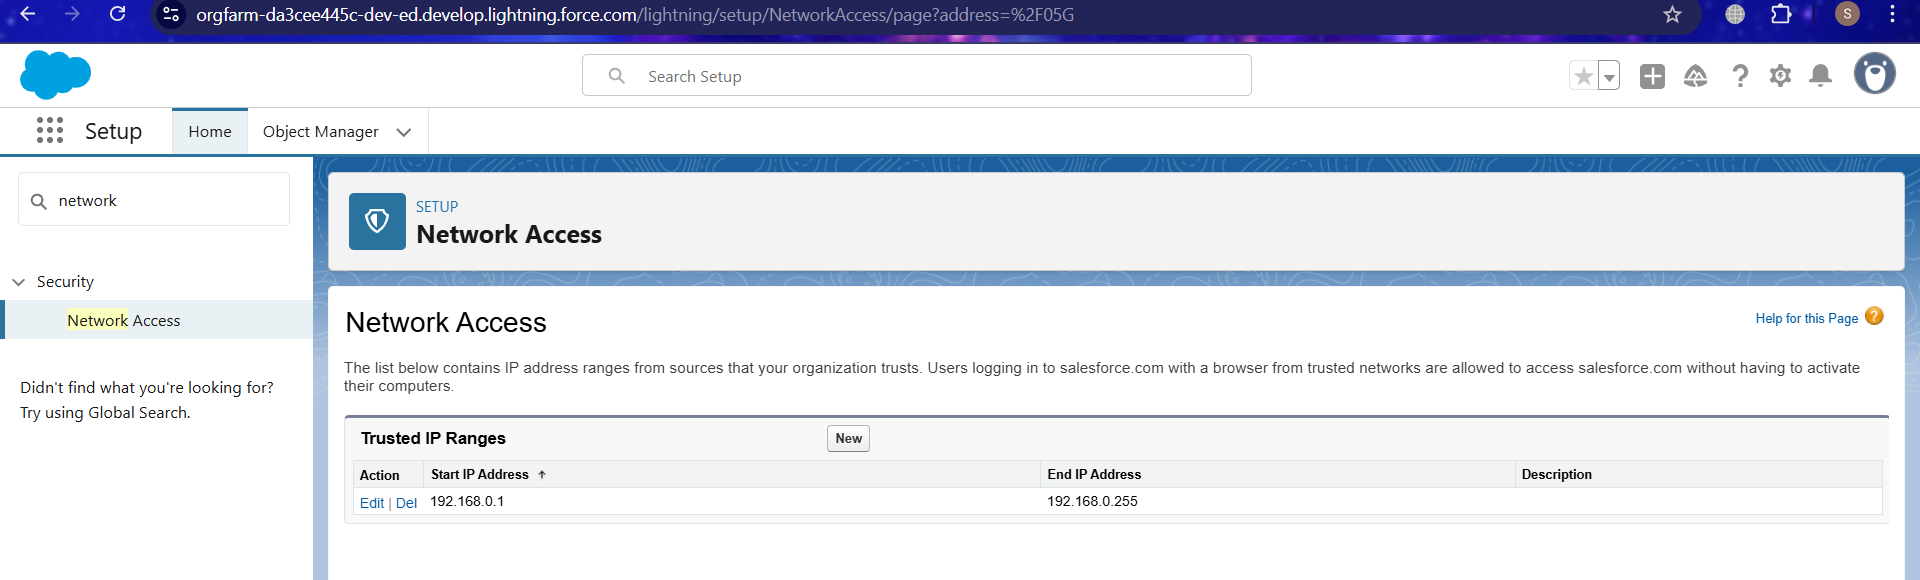 orgfarm-da3cee445c-dev-ed.develop.lightning.force.com/lightning/setup/NetworkAccess/page?address=%2F05G
S
Search Setup
Setup
Home
Object Manager
network
Security
Network Access
Didn't find what you're looking for?
Try using Global Search.
SETUP
Network Access
Network Access
Help for this Page ?
The list below contains IP address ranges from sources that your organization trusts. Users logging in to salesforce.com with a browser from trusted networks are allowed to access salesforce.com without having to activate
their computers.
Trusted IP Ranges New
Action Start IP Address ↑ End IP Address Description
Edit | Del 192.168.0.1 192.168.0.255